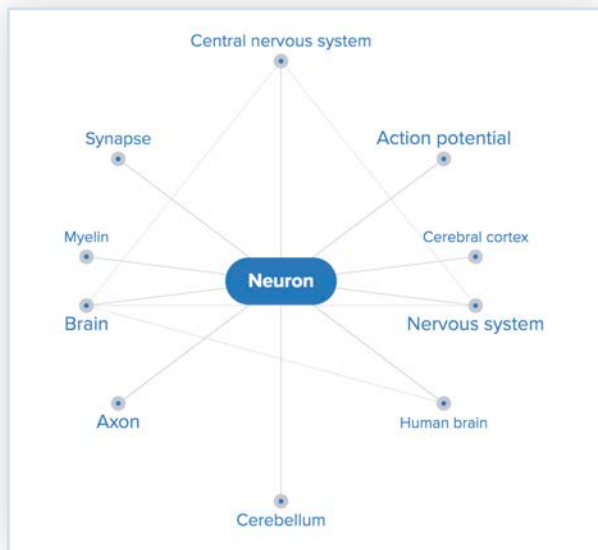 Central nervous system
Synapse
Action potential
Myelin
Cerebral cortex
Neuron
Brain
Nervous system
Axon
Human brain
Cerebellum